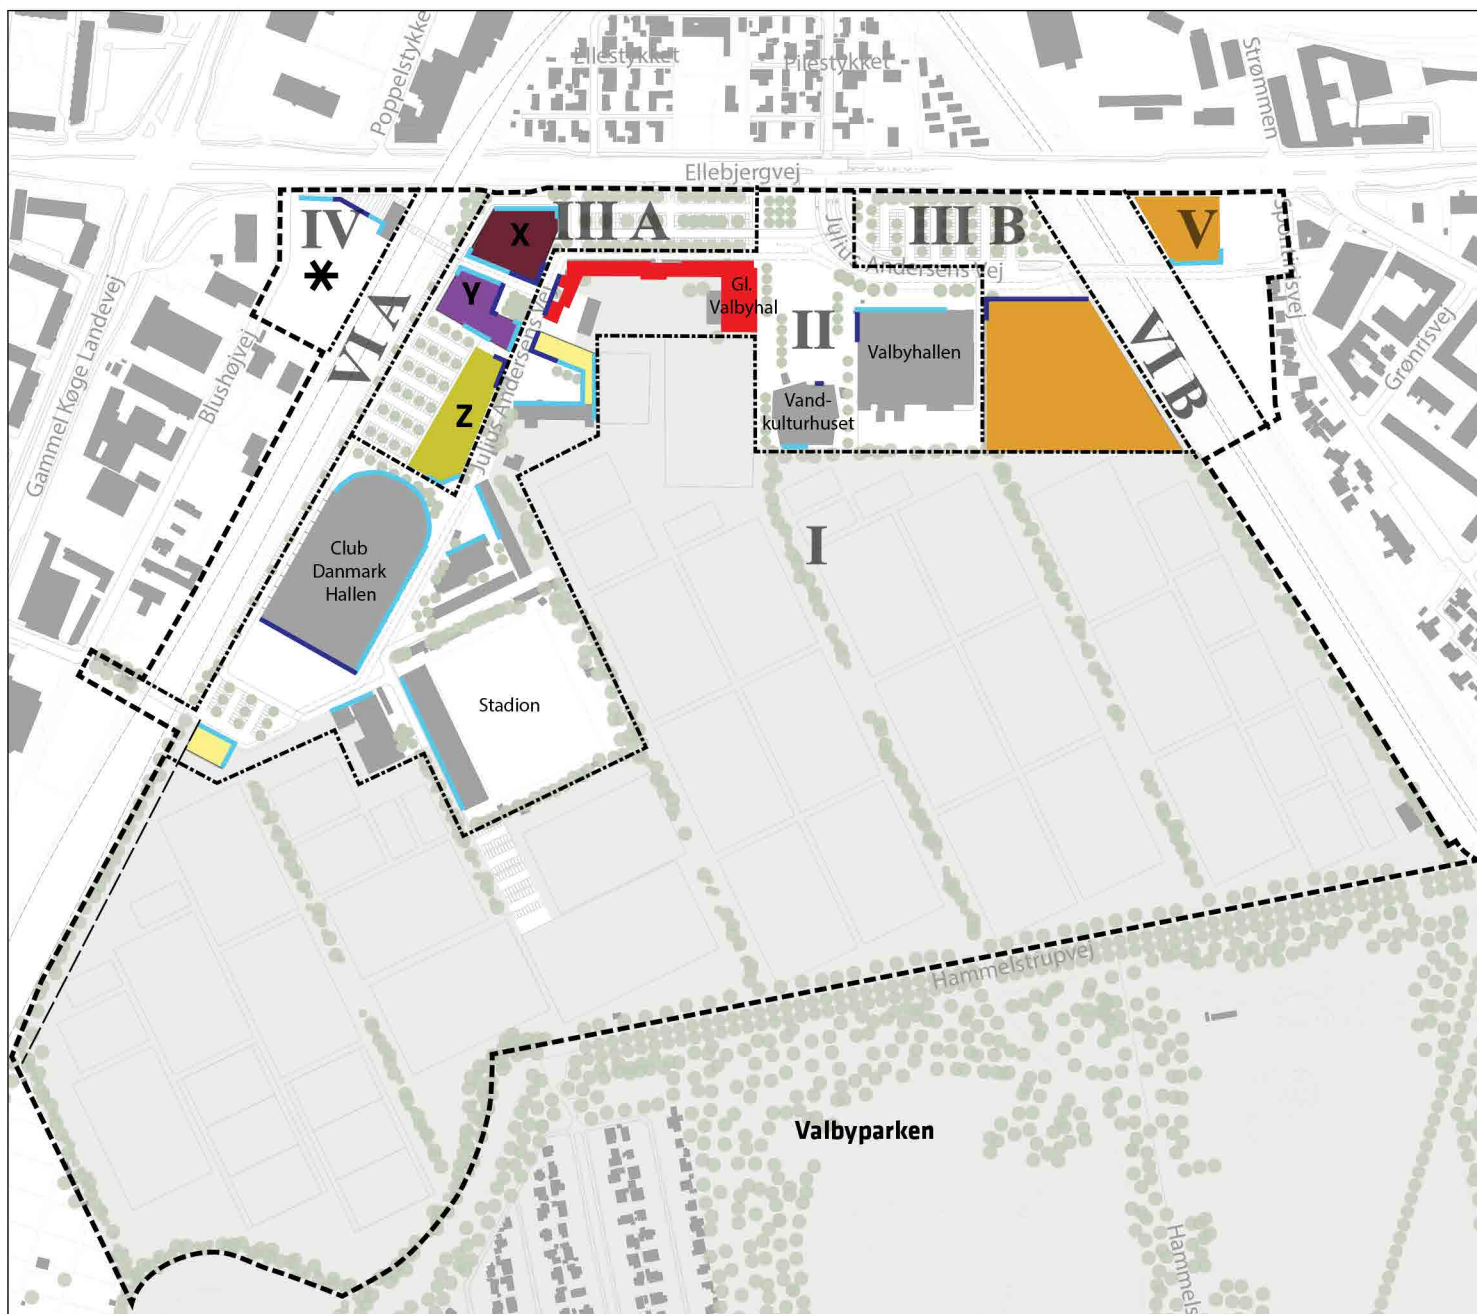 Ellestykket
Pilestykket
Poppelstykke
Strømmen
Ellebjergvej
IV
*
III A
III B
V
X
Y
Z
Gl.
Valbyhal
II
Valbyhallen
Vand-
kulturhuset
VI A
VI B
Andersens Vej
Julius Andersens Vej
Gammel Køge Landevej
Blushøjvej
Grønrisvej
Club
Danmark
Hallen
I
Stadion
Hammelstrupvej
Valbyparken
Hammels